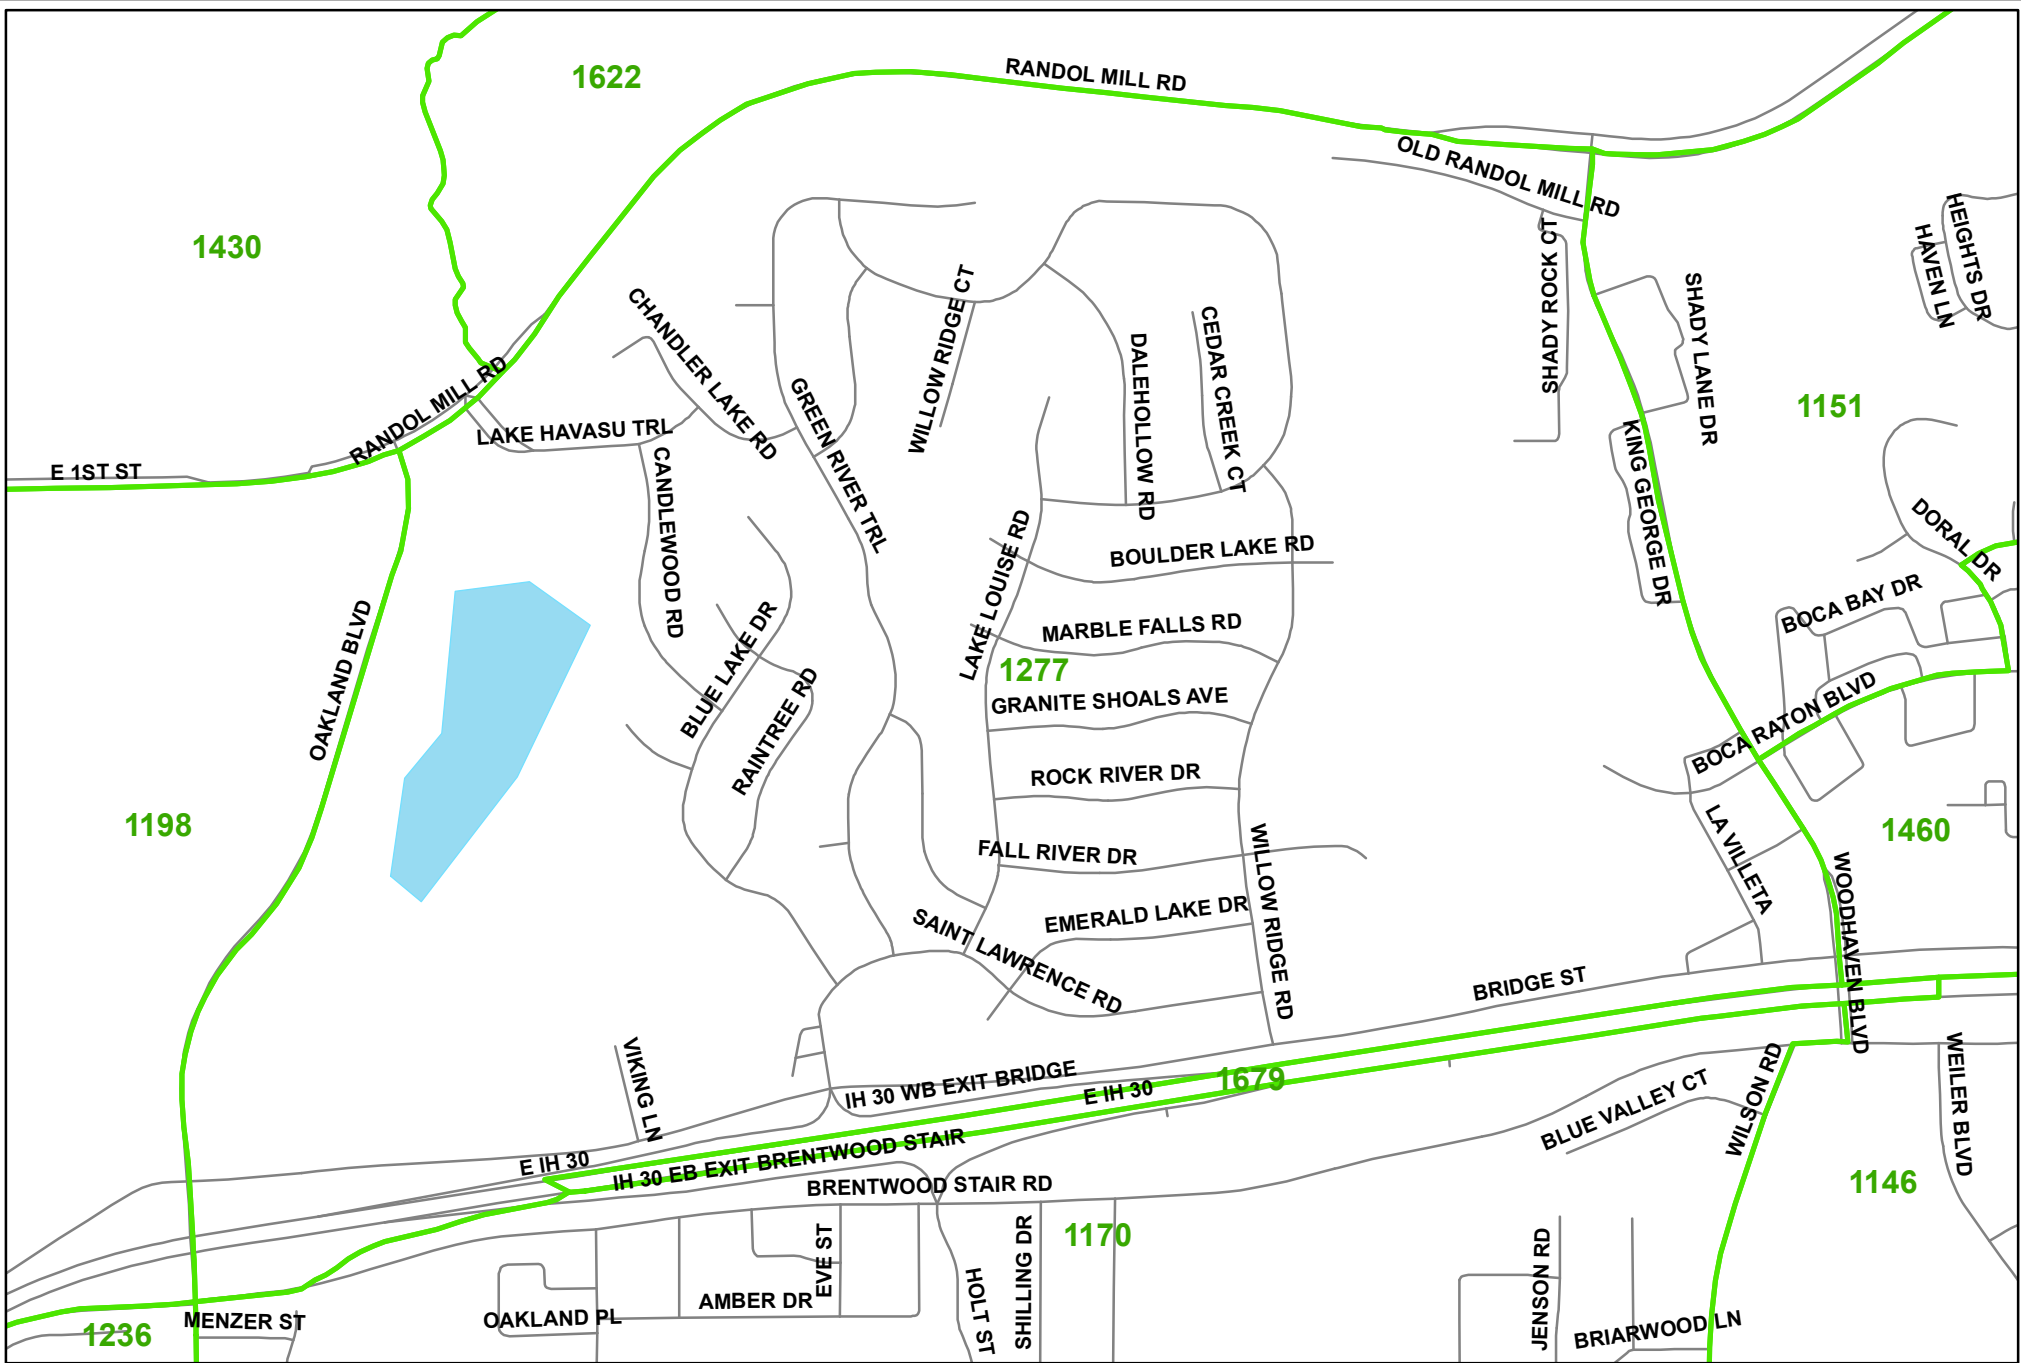 1622
RANDOL MILL RD
OLD RANDOL MILL RD
1430
HEIGHTS DR
HAVEN LN
SHADY ROCK CT
SHADY LANE DR
WILLOW RIDGE CT
CHANDLER LAKE RD
CEDAR CREEK CT
DALEHOLLOW RD
GREEN RIVER TRL
RANDOL MILL RD
1151
LAKE HAVASU TRL
E 1ST ST
CANDLEWOOD RD
KING GEORGE DR
DORAL DR
LAKE LOUISE RD
BOULDER LAKE RD
BOCA BAY DR
OAKLAND BLVD
BLUE LAKE DR
MARBLE FALLS RD
1277
RAINTREE RD
GRANITE SHOALS AVE
BOCA RATON BLVD
ROCK RIVER DR
1198
LA VILLETA
1460
FALL RIVER DR
WILLOW RIDGE RD
WOODHAVEN BLVD
EMERALD LAKE DR
SAINT LAWRENCE RD
BRIDGE ST
VIKING LN
IH 30 WB EXIT BRIDGE
1679
E IH 30
WILSON RD
WEILER BLVD
BLUE VALLEY CT
E IH 30
IH 30 EB EXIT BRENTWOOD STAIR
BRENTWOOD STAIR RD
1146
1170
EVE ST
SHILLING DR
HOLT ST
JENSON RD
AMBER DR
OAKLAND PL
MENZER ST
1236
BRIARWOOD LN